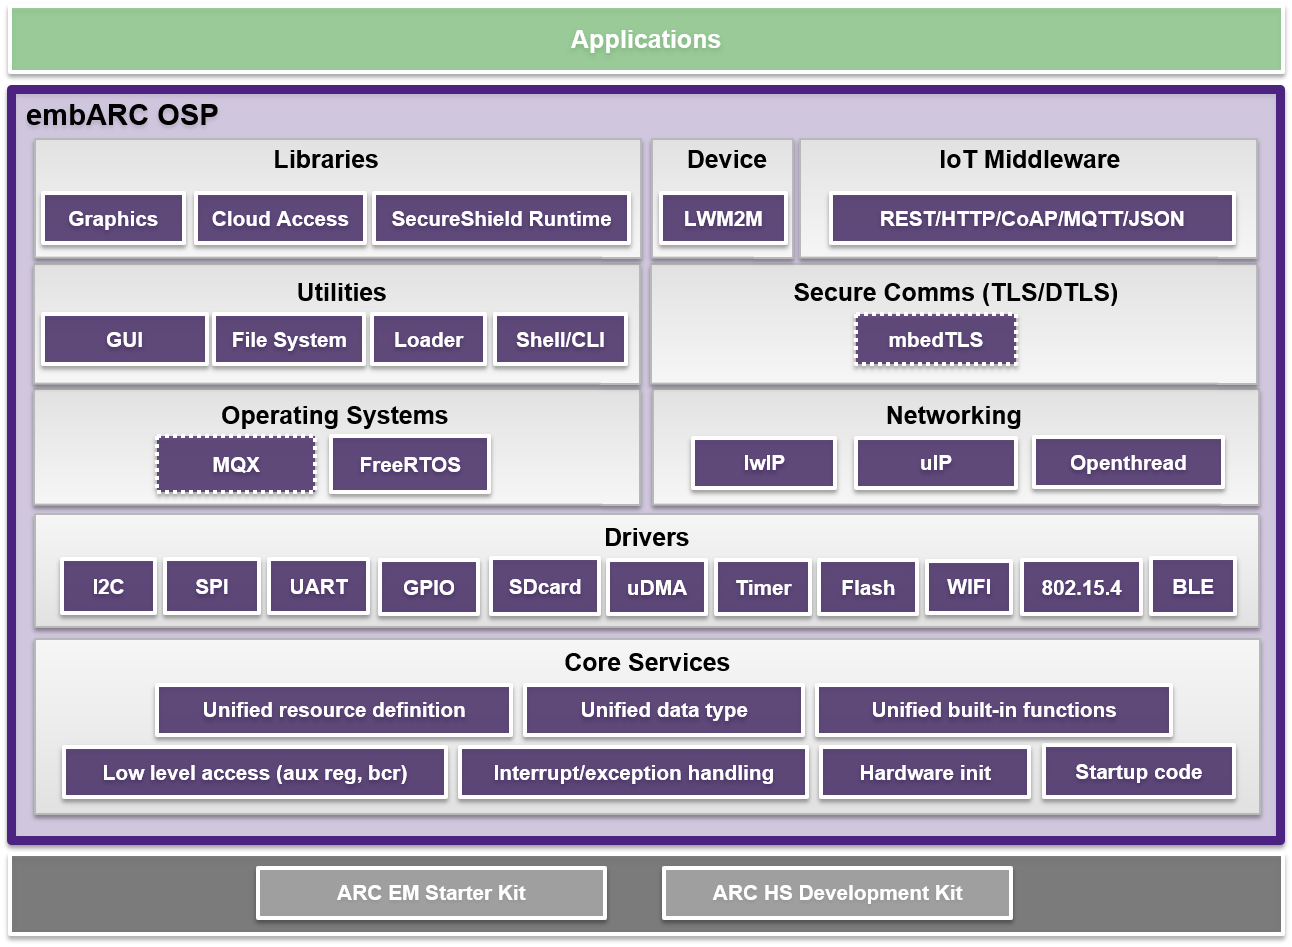 Applications
embARC OSP
Libraries
Graphics
Cloud Access
SecureShield Runtime
Device
LWM2M
IoT Middleware
REST/HTTP/CoAP/MQTT/JSON
Utilities
GUI
File System
Loader
Shell/CLI
Secure Comms (TLS/DTLS)
mbedTLS
Operating Systems
MQX
FreeRTOS
Networking
lwIP
uIP
Openthread
Drivers
I2C
SPI
UART
GPIO
SDcard
uDMA
Timer
Flash
WIFI
802.15.4
BLE
Core Services
Unified resource definition
Unified data type
Unified built-in functions
Low level access (aux reg, bcr)
Interrupt/exception handling
Hardware init
Startup code
ARC EM Starter Kit
ARC HS Development Kit